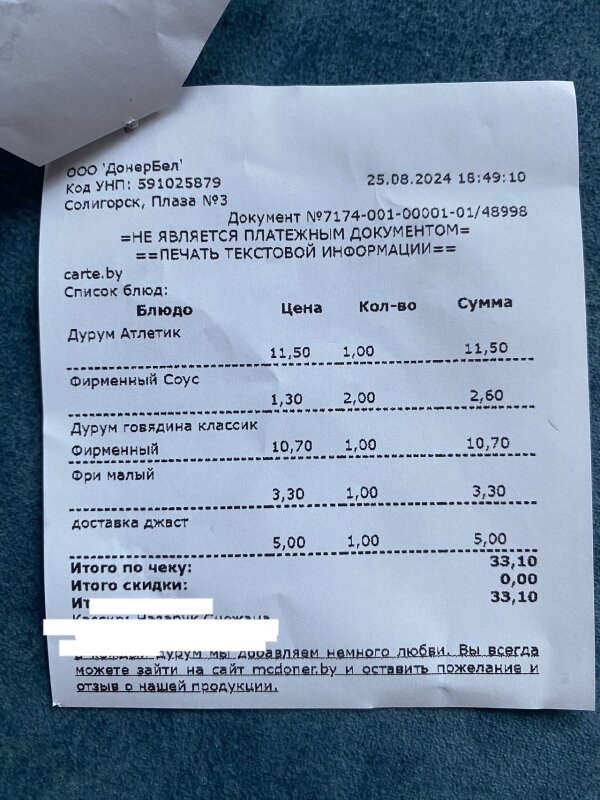 ООО 'ДонерБел'
Код УНП: 591025879
25.08.2024 18:49:10
Солигорск, Плаза №3
Документ №7174-001-00001-01/48998
=НЕ ЯВЛЯЕТСЯ ПЛАТЕЖНЫМ ДОКУМЕНТОМ=
==ПЕЧАТЬ ТЕКСТОВОЙ ИНФОРМАЦИИ==
carte.by
Список блюд:
Блюдо Цена Кол-во Сумма
Дурум Атлетик
11,50 1,00 11,50
Фирменный Соус
1,30 2,00 2,60
Дурум говядина классик
Фирменный 10,70 1,00 10,70
Фри малый
3,30 1,00 3,30
доставка джаст
5,00 1,00 5,00
Итого по чеку: 33,10
Итого скидки: 0,00
33,10
дурум мы добавляем немного любви. Вы всегда
можете зайти на сайт mcdoner.by и оставить пожелание и
отзыв о нашей продукции.